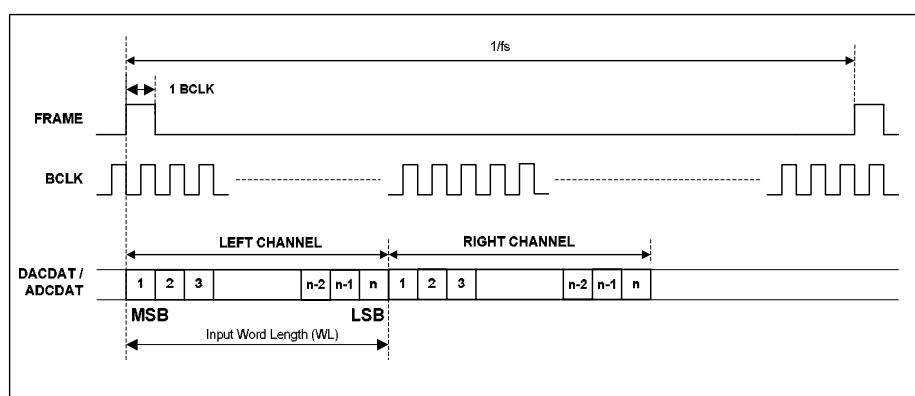 1/fs
1 BCLK
FRAME
BCLK
LEFT CHANNEL
RIGHT CHANNEL
DACDAT /
ADCDAT
1 2 3 n-2 n-1 n 1 2 3 n-2 n-1 n
MSB LSB
Input Word Length (WL)